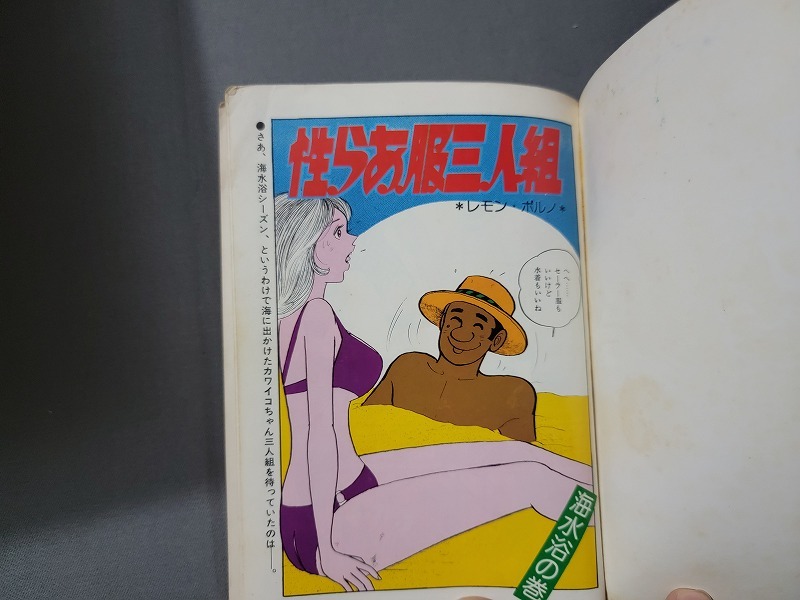 性らあ服三人組
*レモン・ポルノ*
へへ……
セーラー服も
いいけど
水着もいいね
●さあ、海水浴シーズン、というわけで海に出かけたカワイコちゃん三人組を待っていたのは――。
海水浴の巻